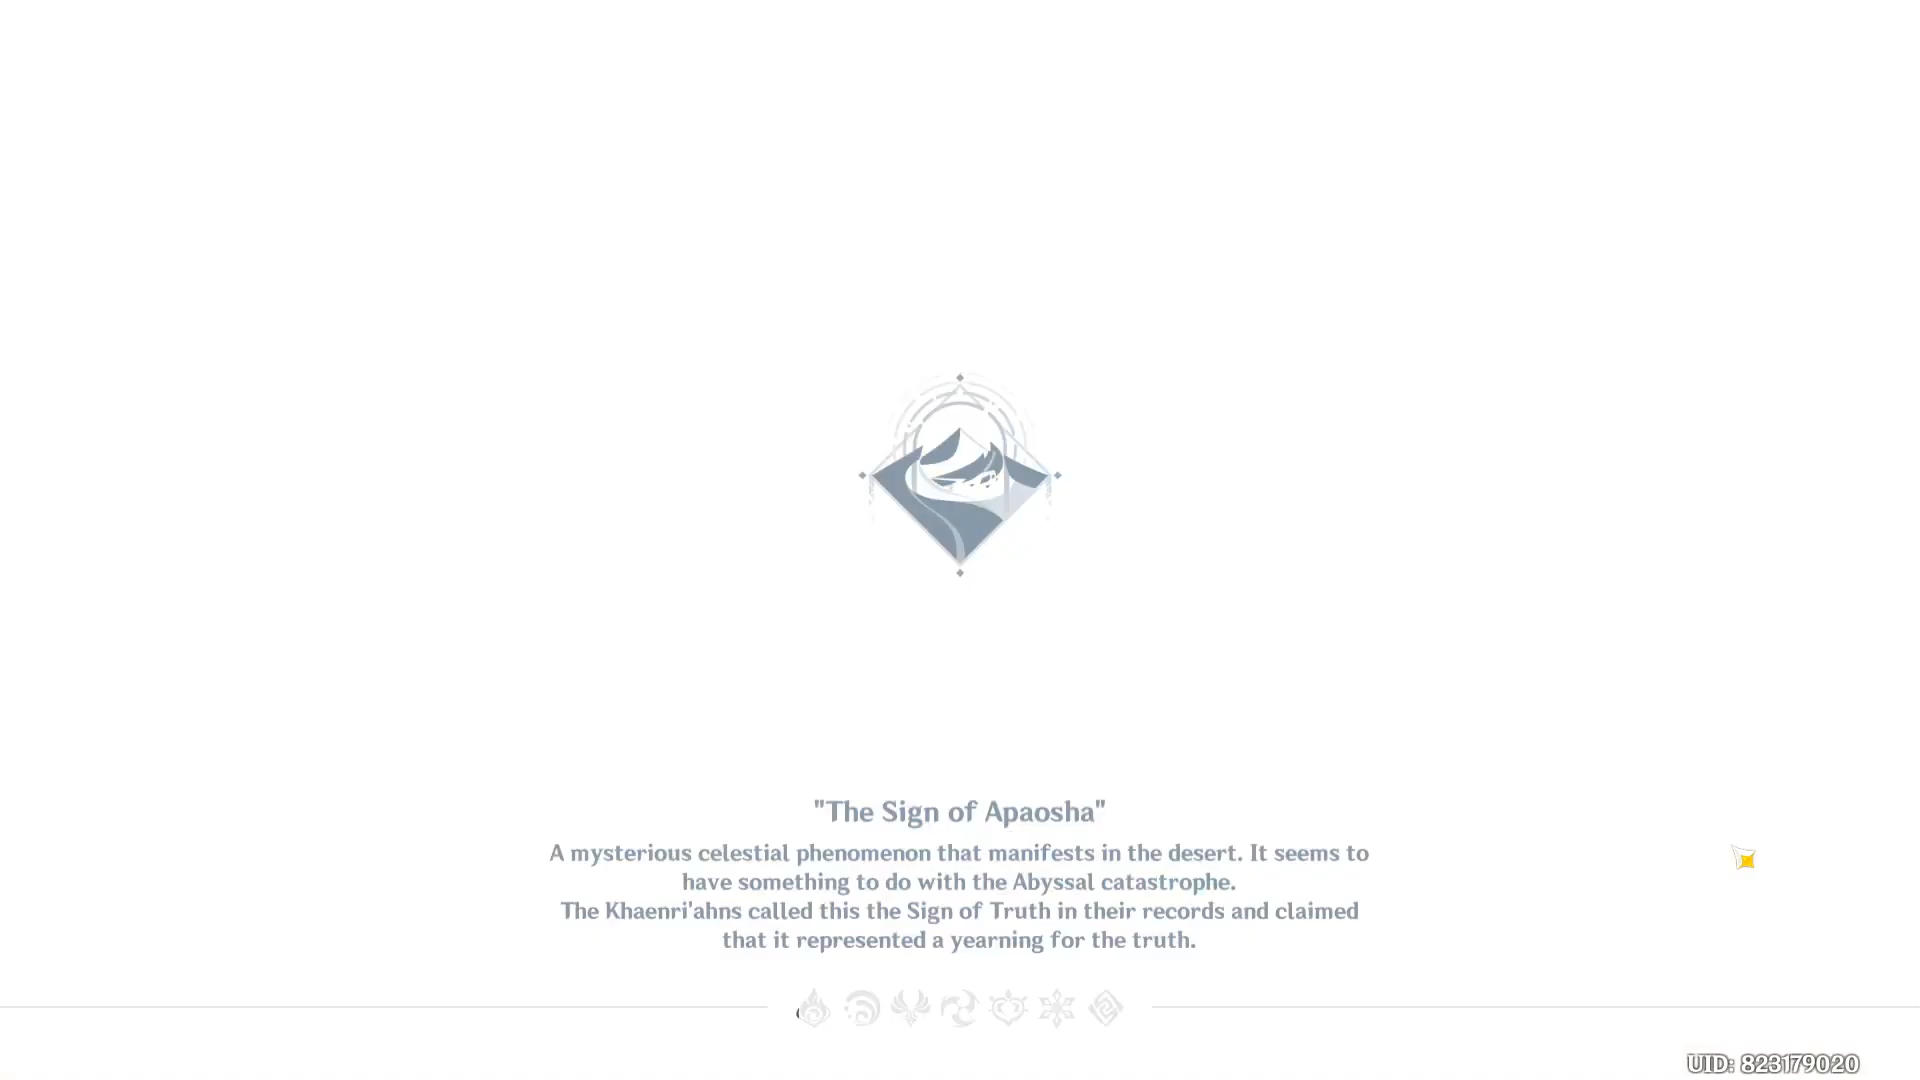 "The Sign of Apaosha"
A mysterious celestial phenomenon that manifests in the desert. It seems to
have something to do with the Abyssal catastrophe.
The Khaenri'ahns called this the Sign of Truth in their records and claimed
that it represented a yearning for the truth.
UID: 823179020